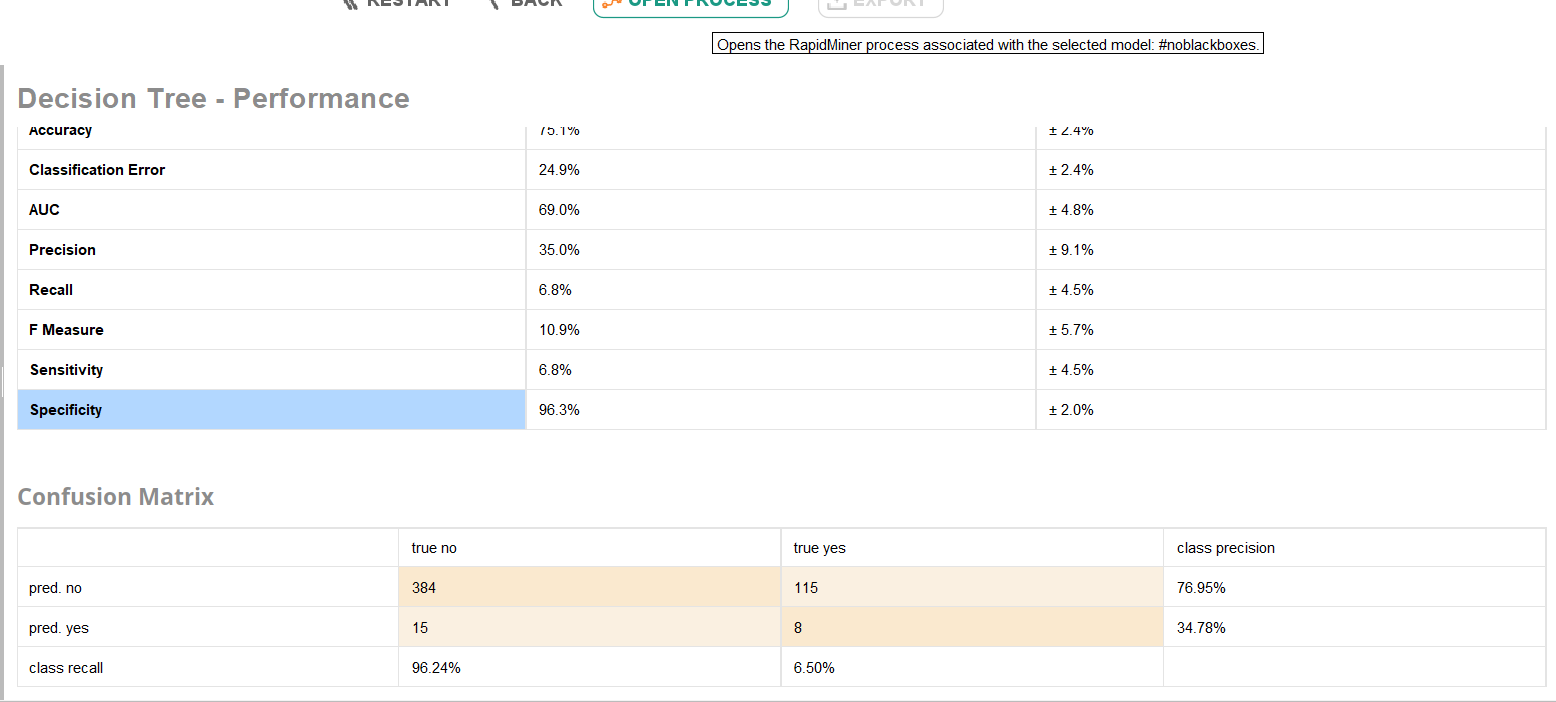 RESTART BACK OPEN PROCESS EXPORT
Opens the RapidMiner process associated with the selected model: #noblackboxes.
Decision Tree - Performance
Accuracy 75.1% ± 2.4%
Classification Error 24.9% ± 2.4%
AUC 69.0% ± 4.8%
Precision 35.0% ± 9.1%
Recall 6.8% ± 4.5%
F Measure 10.9% ± 5.7%
Sensitivity 6.8% ± 4.5%
Specificity 96.3% ± 2.0%
Confusion Matrix
true no true yes class precision
pred. no 384 115 76.95%
pred. yes 15 8 34.78%
class recall 96.24% 6.50%